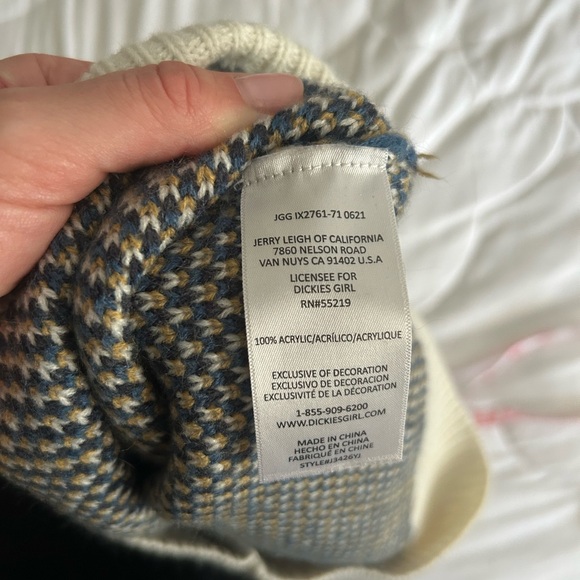 JGG IX2761-71 0621
JERRY LEIGH OF CALIFORNIA
7860 NELSON ROAD
VAN NUYS CA 91402 U.S.A
LICENSEE FOR
DICKIES GIRL
RN#55219
100% ACRYLIC/ACRÍLICO/ACRYLIQUE
EXCLUSIVE OF DECORATION
EXCLUSIVO DE DECORACION
EXCLUSIVITÉ DE LA DÉCORATION
1-855-909-6200
WWW.DICKIESGIRL.COM
MADE IN CHINA
HECHO EN CHINA
FABRIQUÉ EN CHINE
STYLE#J3426YJ